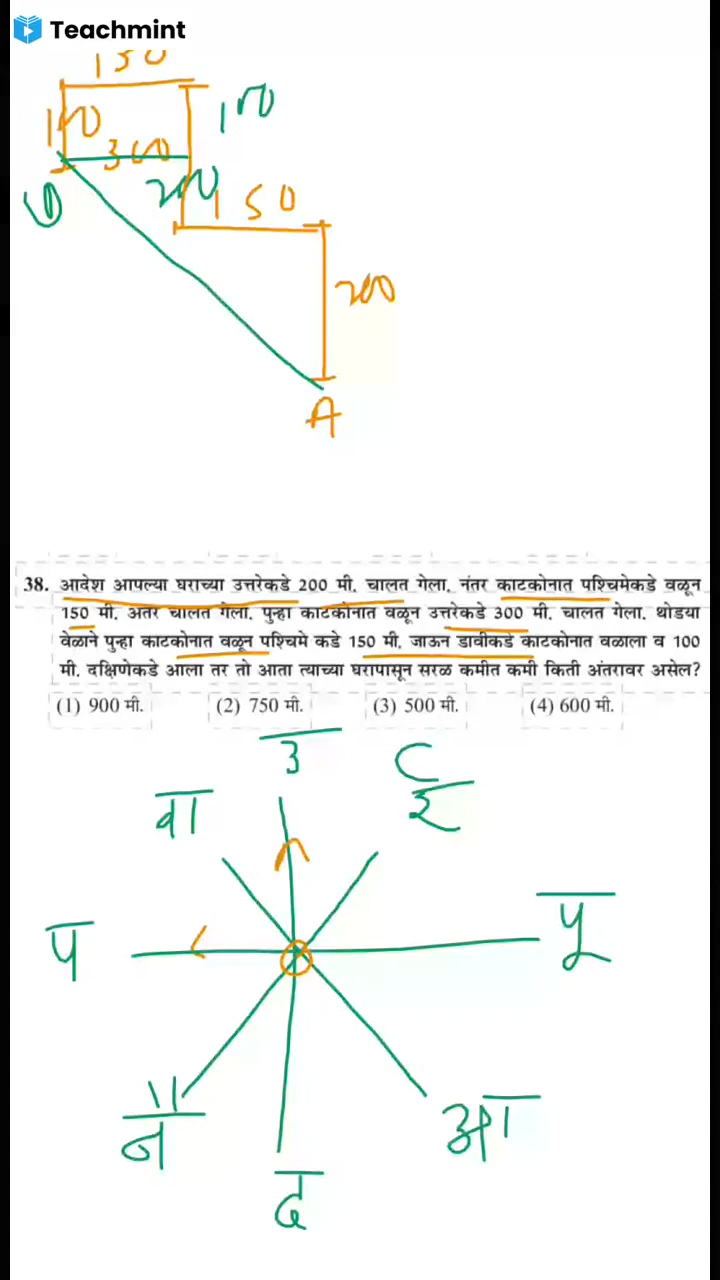 Teachmint
150
100
100
300
200
150
200
A
38. आदेश आपल्या घराच्या उत्तरेकडे 200 मी. चालत गेला. नंतर काटकोनात पश्चिमेकडे वळून
150 मी. अंतर चालत गेला. पुन्हा काटकोनात वळून उत्तरेकडे 300 मी. चालत गेला. थोडया
वेळाने पुन्हा काटकोनात वळून पश्चिमे कडे 150 मी. जाऊन डावीकडे काटकोनात वळाला व 100
मी. दक्षिणेकडे आला तर तो आता त्याच्या घरापासून सरळ कमीत कमी किती अंतरावर असेल?
(1) 900 मी. (2) 750 मी. (3) 500 मी. (4) 600 मी.
उ
ई
वा
पू
प
नै
आ
द